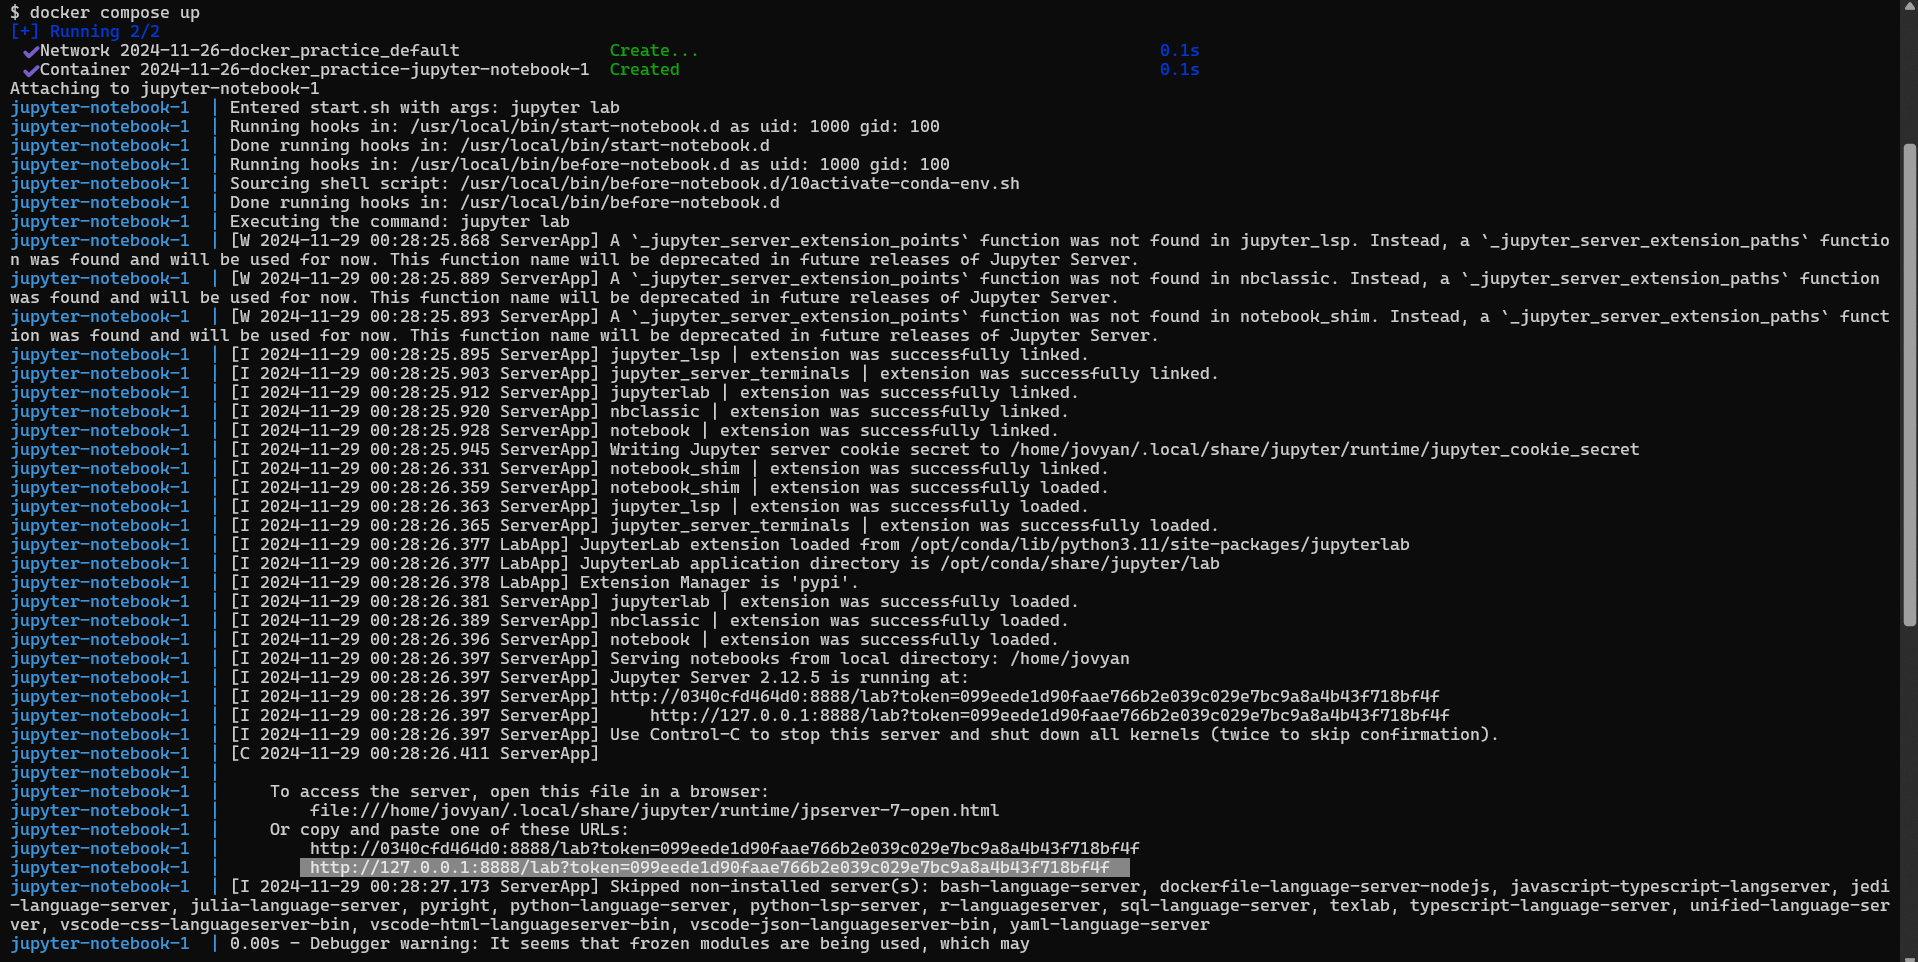 $ docker compose up
[+] Running 2/2
✔Network 2024-11-26-docker_practice_default Create... 0.1s
✔Container 2024-11-26-docker_practice-jupyter-notebook-1 Created 0.1s
Attaching to jupyter-notebook-1
jupyter-notebook-1 | Entered start.sh with args: jupyter lab
jupyter-notebook-1 | Running hooks in: /usr/local/bin/start-notebook.d as uid: 1000 gid: 100
jupyter-notebook-1 | Done running hooks in: /usr/local/bin/start-notebook.d
jupyter-notebook-1 | Running hooks in: /usr/local/bin/before-notebook.d as uid: 1000 gid: 100
jupyter-notebook-1 | Sourcing shell script: /usr/local/bin/before-notebook.d/10activate-conda-env.sh
jupyter-notebook-1 | Done running hooks in: /usr/local/bin/before-notebook.d
jupyter-notebook-1 | Executing the command: jupyter lab
jupyter-notebook-1 | [W 2024-11-29 00:28:25.868 ServerApp] A `_jupyter_server_extension_points` function was not found in jupyter_lsp. Instead, a `_jupyter_server_extension_paths` functio
n was found and will be used for now. This function name will be deprecated in future releases of Jupyter Server.
jupyter-notebook-1 | [W 2024-11-29 00:28:25.889 ServerApp] A `_jupyter_server_extension_points` function was not found in nbclassic. Instead, a `_jupyter_server_extension_paths` function
was found and will be used for now. This function name will be deprecated in future releases of Jupyter Server.
jupyter-notebook-1 | [W 2024-11-29 00:28:25.893 ServerApp] A `_jupyter_server_extension_points` function was not found in notebook_shim. Instead, a `_jupyter_server_extension_paths` funct
ion was found and will be used for now. This function name will be deprecated in future releases of Jupyter Server.
jupyter-notebook-1 | [I 2024-11-29 00:28:25.895 ServerApp] jupyter_lsp | extension was successfully linked.
jupyter-notebook-1 | [I 2024-11-29 00:28:25.903 ServerApp] jupyter_server_terminals | extension was successfully linked.
jupyter-notebook-1 | [I 2024-11-29 00:28:25.912 ServerApp] jupyterlab | extension was successfully linked.
jupyter-notebook-1 | [I 2024-11-29 00:28:25.920 ServerApp] nbclassic | extension was successfully linked.
jupyter-notebook-1 | [I 2024-11-29 00:28:25.928 ServerApp] notebook | extension was successfully linked.
jupyter-notebook-1 | [I 2024-11-29 00:28:25.945 ServerApp] Writing Jupyter server cookie secret to /home/jovyan/.local/share/jupyter/runtime/jupyter_cookie_secret
jupyter-notebook-1 | [I 2024-11-29 00:28:26.331 ServerApp] notebook_shim | extension was successfully linked.
jupyter-notebook-1 | [I 2024-11-29 00:28:26.359 ServerApp] notebook_shim | extension was successfully loaded.
jupyter-notebook-1 | [I 2024-11-29 00:28:26.363 ServerApp] jupyter_lsp | extension was successfully loaded.
jupyter-notebook-1 | [I 2024-11-29 00:28:26.365 ServerApp] jupyter_server_terminals | extension was successfully loaded.
jupyter-notebook-1 | [I 2024-11-29 00:28:26.377 LabApp] JupyterLab extension loaded from /opt/conda/lib/python3.11/site-packages/jupyterlab
jupyter-notebook-1 | [I 2024-11-29 00:28:26.377 LabApp] JupyterLab application directory is /opt/conda/share/jupyter/lab
jupyter-notebook-1 | [I 2024-11-29 00:28:26.378 LabApp] Extension Manager is 'pypi'.
jupyter-notebook-1 | [I 2024-11-29 00:28:26.381 ServerApp] jupyterlab | extension was successfully loaded.
jupyter-notebook-1 | [I 2024-11-29 00:28:26.389 ServerApp] nbclassic | extension was successfully loaded.
jupyter-notebook-1 | [I 2024-11-29 00:28:26.396 ServerApp] notebook | extension was successfully loaded.
jupyter-notebook-1 | [I 2024-11-29 00:28:26.397 ServerApp] Serving notebooks from local directory: /home/jovyan
jupyter-notebook-1 | [I 2024-11-29 00:28:26.397 ServerApp] Jupyter Server 2.12.5 is running at:
jupyter-notebook-1 | [I 2024-11-29 00:28:26.397 ServerApp] http://0340cfd464d0:8888/lab?token=099eede1d90faae766b2e039c029e7bc9a8a4b43f718bf4f
jupyter-notebook-1 | [I 2024-11-29 00:28:26.397 ServerApp]     http://127.0.0.1:8888/lab?token=099eede1d90faae766b2e039c029e7bc9a8a4b43f718bf4f
jupyter-notebook-1 | [I 2024-11-29 00:28:26.397 ServerApp] Use Control-C to stop this server and shut down all kernels (twice to skip confirmation).
jupyter-notebook-1 | [C 2024-11-29 00:28:26.411 ServerApp]
jupyter-notebook-1 |
jupyter-notebook-1 |     To access the server, open this file in a browser:
jupyter-notebook-1 |         file:///home/jovyan/.local/share/jupyter/runtime/jpserver-7-open.html
jupyter-notebook-1 |     Or copy and paste one of these URLs:
jupyter-notebook-1 |         http://0340cfd464d0:8888/lab?token=099eede1d90faae766b2e039c029e7bc9a8a4b43f718bf4f
jupyter-notebook-1 |         http://127.0.0.1:8888/lab?token=099eede1d90faae766b2e039c029e7bc9a8a4b43f718bf4f
jupyter-notebook-1 | [I 2024-11-29 00:28:27.173 ServerApp] Skipped non-installed server(s): bash-language-server, dockerfile-language-server-nodejs, javascript-typescript-langserver, jedi
-language-server, julia-language-server, pyright, python-language-server, python-lsp-server, r-languageserver, sql-language-server, texlab, typescript-language-server, unified-language-ser
ver, vscode-css-languageserver-bin, vscode-html-languageserver-bin, vscode-json-languageserver-bin, yaml-language-server
jupyter-notebook-1 | 0.00s - Debugger warning: It seems that frozen modules are being used, which may